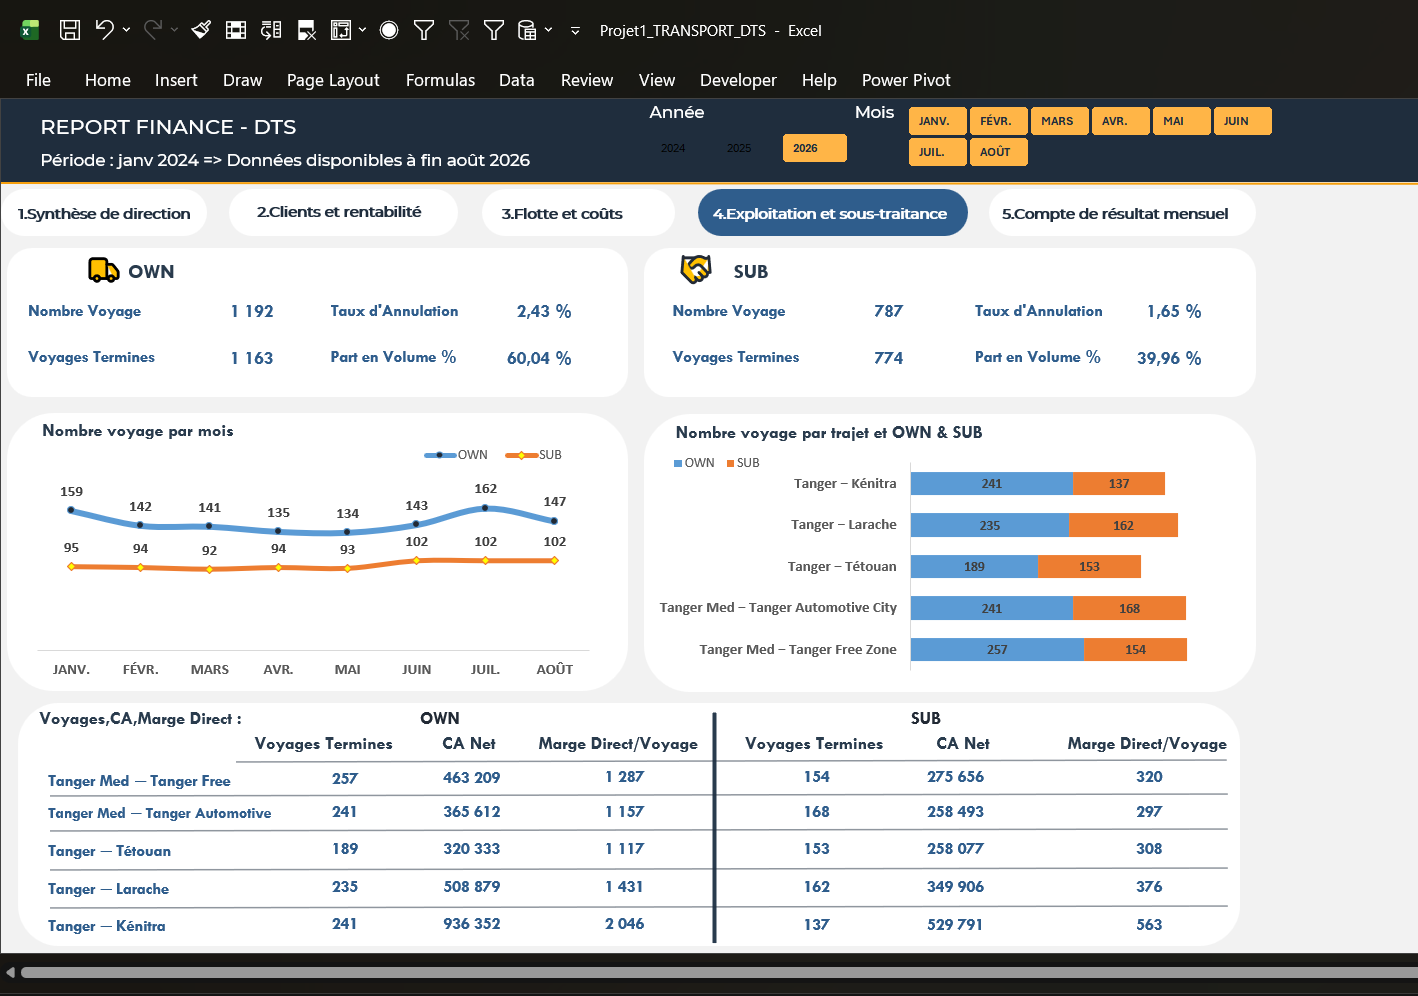 Projet1_TRANSPORT_DTS - Excel
File Home Insert Draw Page Layout Formulas Data Review View Developer Help Power Pivot
REPORT FINANCE - DTS
Période : janv 2024 => Données disponibles à fin août 2026
Année
2024 2025 2026
Mois
JANV. FÉVR. MARS AVR. MAI JUIN
JUIL. AOÛT
1.Synthèse de direction
2.Clients et rentabilité
3.Flotte et coûts
4.Exploitation et sous-traitance
5.Compte de résultat mensuel
OWN
Nombre Voyage 1 192 Taux d'Annulation 2,43 %
Voyages Termines 1 163 Part en Volume % 60,04 %
SUB
Nombre Voyage 787 Taux d'Annulation 1,65 %
Voyages Termines 774 Part en Volume % 39,96 %
Nombre voyage par mois
OWN SUB
159 142 141 135 134 143 162 147
95 94 92 94 93 102 102 102
JANV. FÉVR. MARS AVR. MAI JUIN JUIL. AOÛT
Nombre voyage par trajet et OWN & SUB
OWN SUB
Tanger – Kénitra 241 137
Tanger – Larache 235 162
Tanger – Tétouan 189 153
Tanger Med – Tanger Automotive City 241 168
Tanger Med – Tanger Free Zone 257 154
Voyages,CA,Marge Direct : OWN SUB
Voyages Termines CA Net Marge Direct/Voyage Voyages Termines CA Net Marge Direct/Voyage
Tanger Med – Tanger Free 257 463 209 1 287 154 275 656 320
Tanger Med – Tanger Automotive 241 365 612 1 157 168 258 493 297
Tanger – Tétouan 189 320 333 1 117 153 258 077 308
Tanger – Larache 235 508 879 1 431 162 349 906 376
Tanger – Kénitra 241 936 352 2 046 137 529 791 563